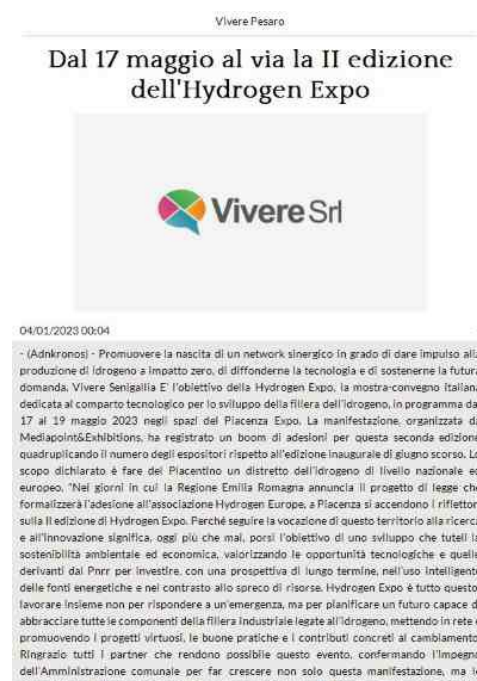 Vivere Pesaro
Dal 17 maggio al via la II edizione
dell'Hydrogen Expo
Vivere Srl
04/01/2023 00:04
- (Adnkronos) - Promuovere la nascita di un network sinergico in grado di dare impulso alla
produzione di idrogeno a impatto zero, di diffonderne la tecnologia e di sostenerne la futura
domanda. Vivere Senigallia E' l'obiettivo della Hydrogen Expo, la mostra-convegno italiana
dedicata al comparto tecnologico per lo sviluppo della filiera dell'idrogeno, in programma dal
17 al 19 maggio 2023 negli spazi del Piacenza Expo. La manifestazione, organizzata da
Mediapoint&Exhibitions, ha registrato un boom di adesioni per questa seconda edizione
quadruplicando il numero degli espositori rispetto all'edizione inaugurale di giugno scorso. Lo
scopo dichiarato è fare del Piacentino un distretto dell'idrogeno di livello nazionale ed
europeo. "Nei giorni in cui la Regione Emilia Romagna annuncia il progetto di legge che
formalizzerà l'adesione all'associazione Hydrogen Europe, a Piacenza si accendono i riflettori
sulla II edizione di Hydrogen Expo. Perché seguire la vocazione di questo territorio alla ricerca
e all'innovazione significa, oggi più che mai, porsi l'obiettivo di uno sviluppo che tuteli la
sostenibilità ambientale ed economica, valorizzando le opportunità tecnologiche e quelle
derivanti dal Pnrr per investire, con una prospettiva di lungo termine, nell'uso intelligente
delle fonti energetiche e nel contrasto allo spreco di risorse. Hydrogen Expo è tutto questo:
lavorare insieme non per rispondere a un'emergenza, ma per planificare un futuro capace di
abbracciare tutte le componenti della filiera industriale legate all'idrogeno, mettendo in rete e
promuovendo i progetti virtuosi, le buone pratiche e i contributi concreti al cambiamento.
Ringrazio tutti i partner che rendono possibile questo evento, confermando l'impegno
dell'Amministrazione comunale per far crescere non solo questa manifestazione, ma le